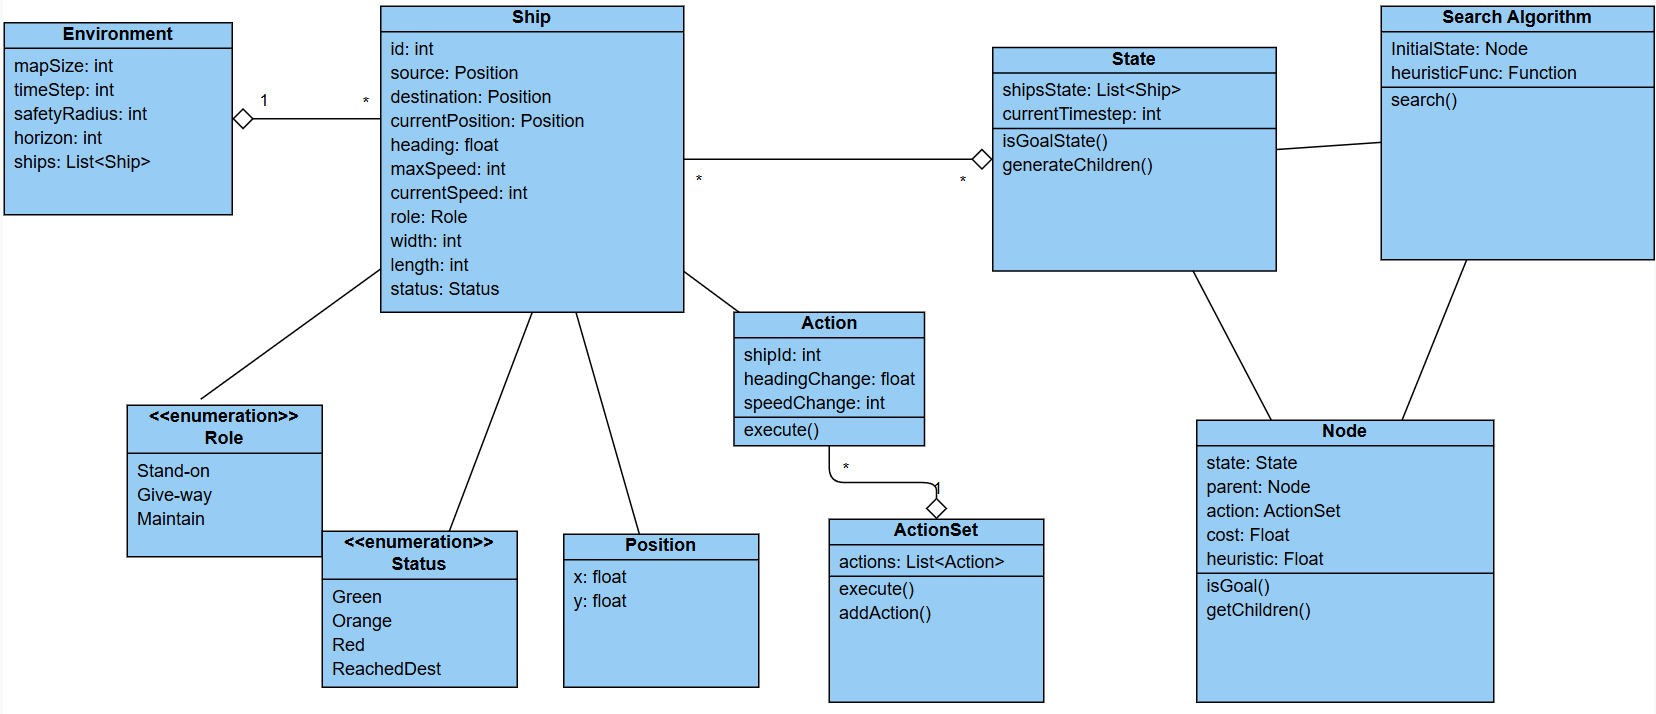 Environment
mapSize: int
timeStep: int
safetyRadius: int
horizon: int
ships: List<Ship>
1
*
Ship
id: int
source: Position
destination: Position
currentPosition: Position
heading: float
maxSpeed: int
currentSpeed: int
role: Role
width: int
length: int
status: Status
*
*
State
shipsState: List<Ship>
currentTimestep: int
isGoalState()
generateChildren()
Search Algorithm
InitialState: Node
heuristicFunc: Function
search()
<<enumeration>>
Role
Stand-on
Give-way
Maintain
<<enumeration>>
Status
Green
Orange
Red
ReachedDest
Position
x: float
y: float
Action
shipId: int
headingChange: float
speedChange: int
execute()
*
1
ActionSet
actions: List<Action>
execute()
addAction()
Node
state: State
parent: Node
action: ActionSet
cost: Float
heuristic: Float
isGoal()
getChildren()